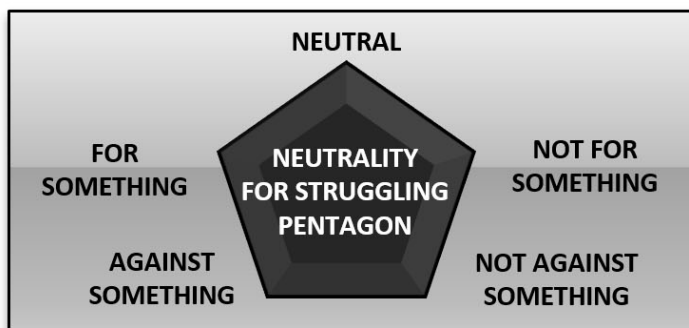 NEUTRAL
FOR
SOMETHING
NEUTRALITY
FOR STRUGGLING
PENTAGON
NOT FOR
SOMETHING
AGAINST
SOMETHING
NOT AGAINST
SOMETHING